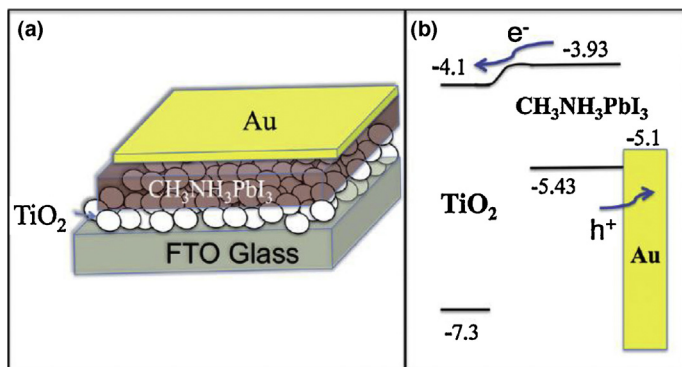 (a)
Au
CH₃NH₃PbI₃
TiO₂
FTO Glass
(b)
e⁻
-4.1
-3.93
CH₃NH₃PbI₃
-5.1
-5.43
TiO₂
h⁺
Au
-7.3